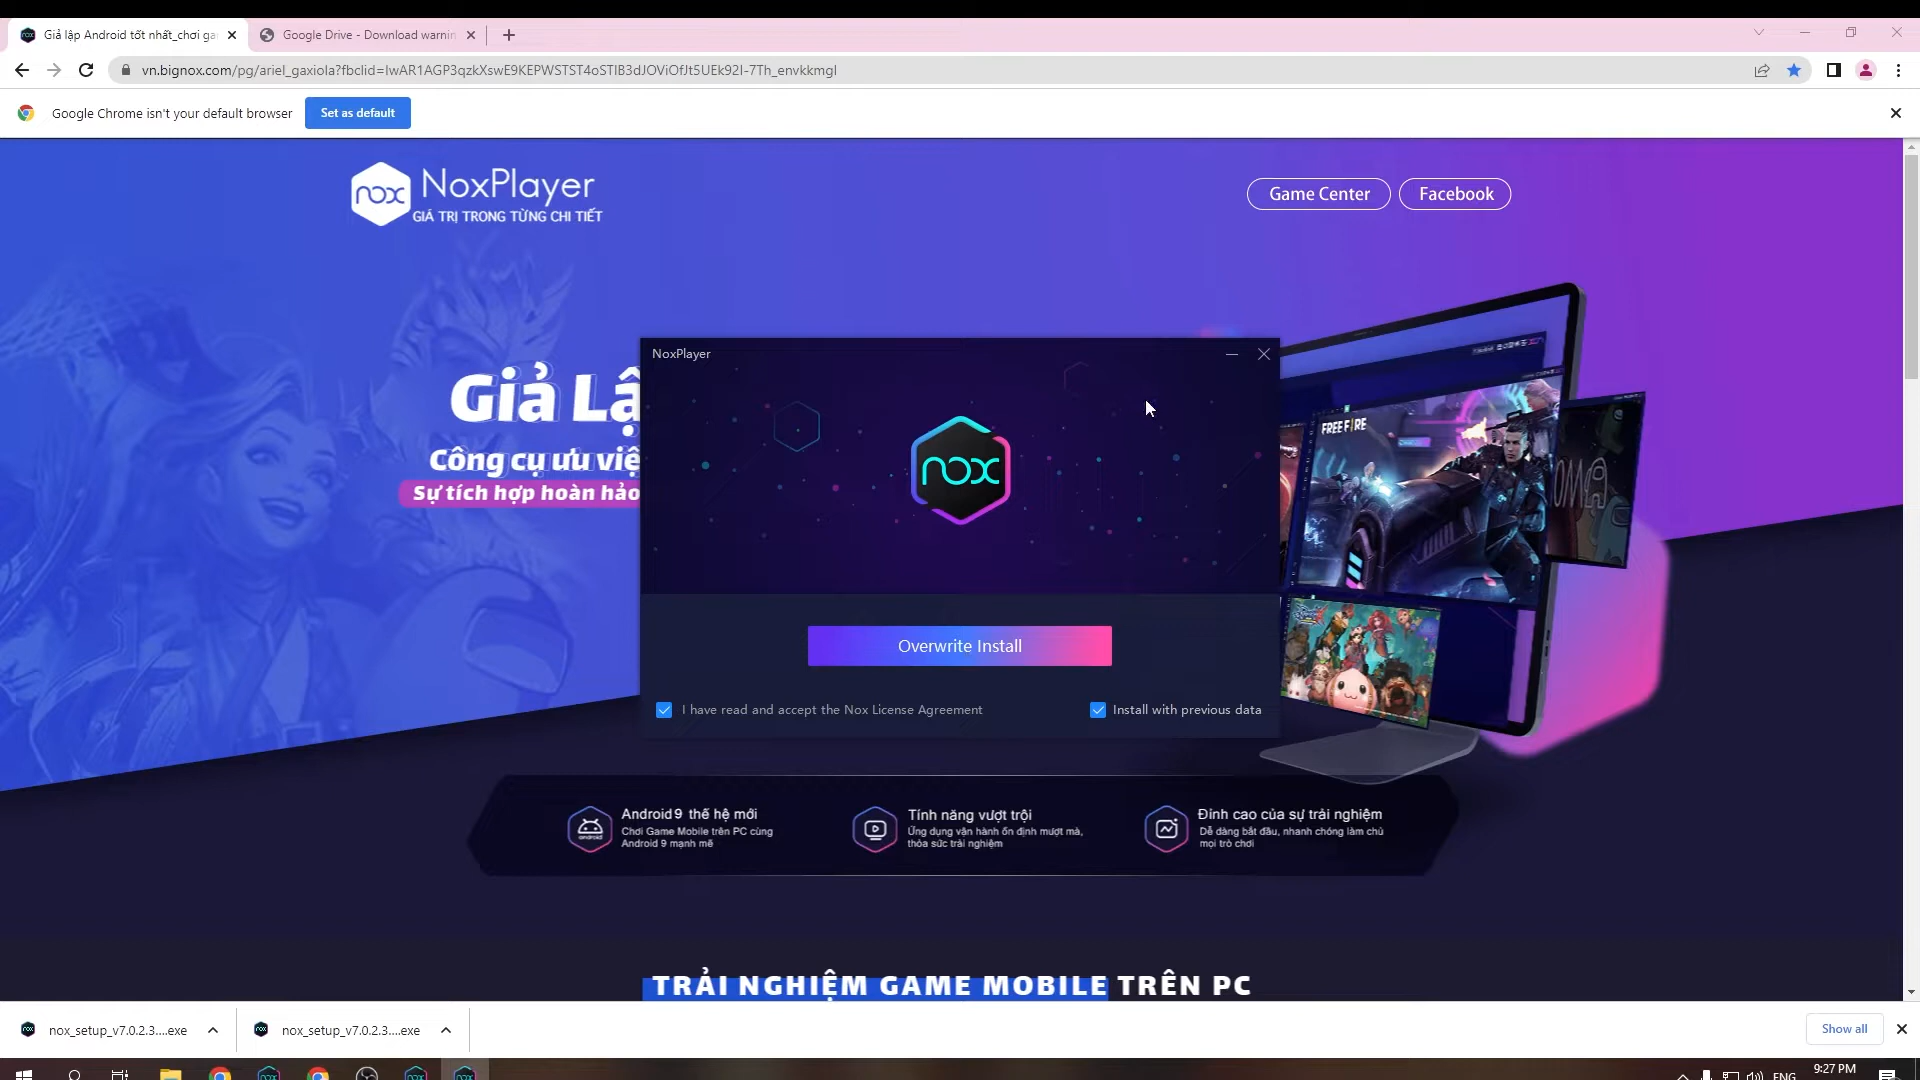 Giả lập Android tốt nhất_chơi ga
Google Drive - Download warnin
vn.bignox.com/pg/ariel_gaxiola?fbclid=IwAR1AGP3qzkXswE9KEPWSTST4oSTIB3dJOViOfJt5UEk92I-7Th_envkkmgI
Google Chrome isn't your default browser
Set as default
nox
NoxPlayer
GIÁ TRỊ TRONG TỪNG CHI TIẾT
Game Center
Facebook
NoxPlayer
FREE FIRE
Giả Lậ
Công cụ ưu việ
Sự tích hợp hoàn hảo
nox
Overwrite Install
I have read and accept the Nox License Agreement
Install with previous data
Android 9 thế hệ mới
Chơi Game Mobile trên PC cùng
Android 9 mạnh mẽ
Tính năng vượt trội
Ứng dụng vận hành ổn định mượt mà,
thỏa sức trải nghiệm
Đỉnh cao của sự trải nghiệm
Dễ dàng bắt đầu, nhanh chóng làm chủ
mọi trò chơi
TRẢI NGHIỆM GAME MOBILE TRÊN PC
nox_setup_v7.0.2.3....exe
nox_setup_v7.0.2.3....exe
Show all
ENG
9:27 PM